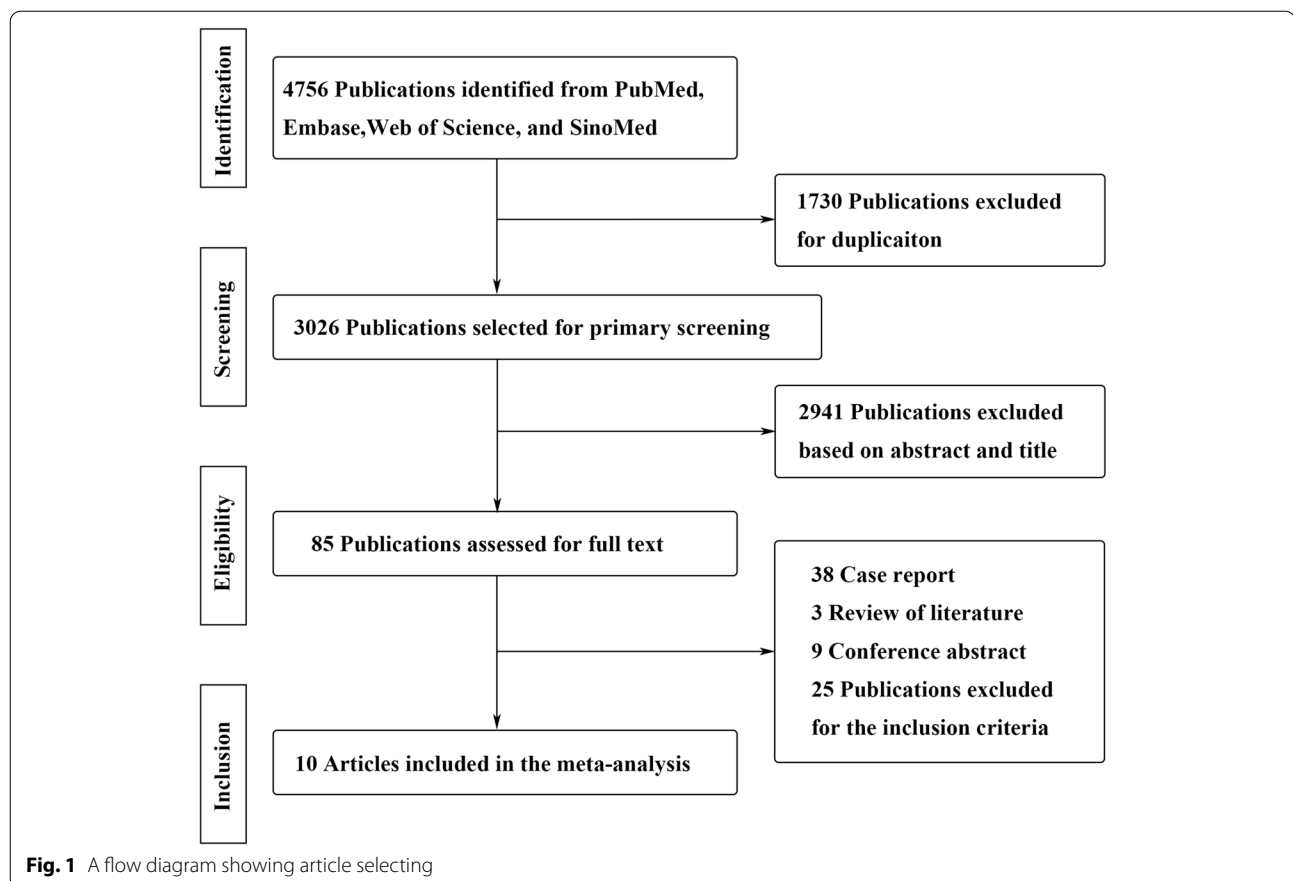 Identification
4756 Publications identified from PubMed,
Embase,Web of Science, and SinoMed
1730 Publications excluded
for duplicaiton
Screening
3026 Publications selected for primary screening
2941 Publications excluded
based on abstract and title
Eligibility
85 Publications assessed for full text
38 Case report
3 Review of literature
9 Conference abstract
25 Publications excluded
for the inclusion criteria
Inclusion
10 Articles included in the meta-analysis
Fig. 1 A flow diagram showing article selecting